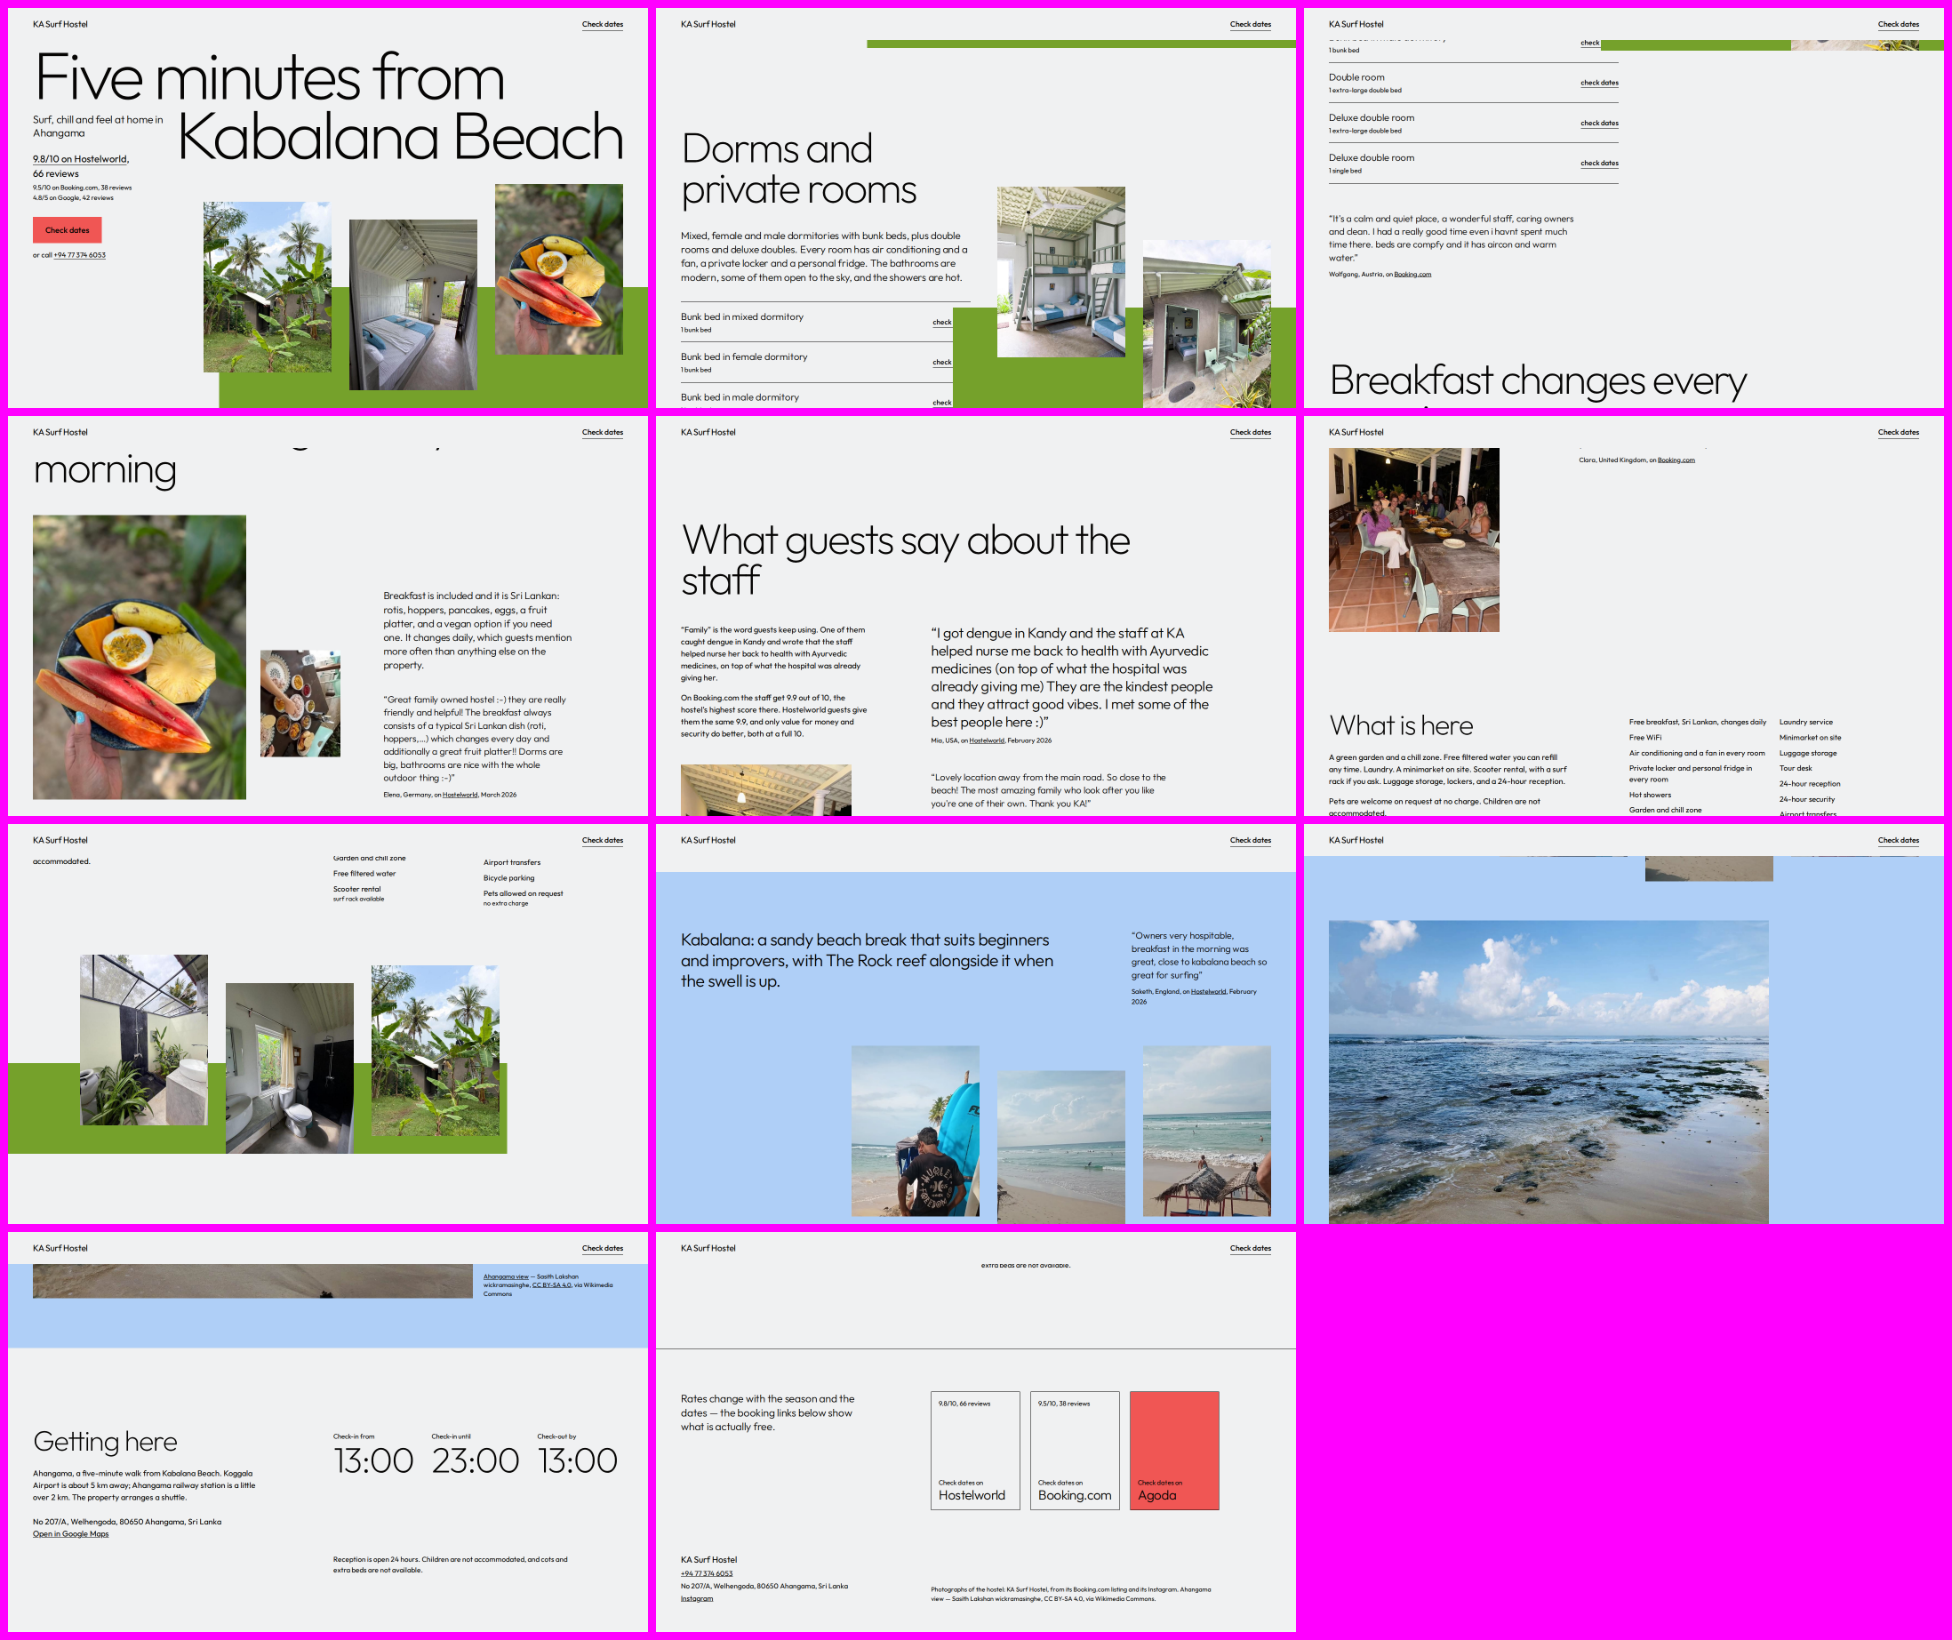 KA Surf Hostel
Check dates
Five minutes from
Kabalana Beach
Surf, chill and feel at home in
Ahangama
9.8/10 on Hostelworld,
66 reviews
9.5/10 on Booking.com, 38 reviews
4.8/5 on Google, 42 reviews
Check dates
or call +94 77 374 6053
KA Surf Hostel
Check dates
Dorms and
private rooms
Mixed, female and male dormitories with bunk beds, plus double
rooms and deluxe doubles. Every room has air conditioning and a
fan, a private locker and a personal fridge. The bathrooms are
modern, some of them open to the sky, and the showers are hot.
Bunk bed in mixed dormitory
1 bunk bed
check
Bunk bed in female dormitory
1 bunk bed
check
Bunk bed in male dormitory
check
KA Surf Hostel
Check dates
Bunk bed in male dormitory
1 bunk bed
check
Double room
1 extra-large double bed
check dates
Deluxe double room
1 extra-large double bed
check dates
Deluxe double room
1 single bed
check dates
“It's a calm and quiet place, a wonderful staff, caring owners
and clean. I had a really good time even i havnt spent much
time there. beds are compfy and it has aircon and warm
water.”
Wolfgang, Austria, on Booking.com
Breakfast changes every
KA Surf Hostel
Check dates
morning
Breakfast is included and it is Sri Lankan:
rotis, hoppers, pancakes, eggs, a fruit
platter, and a vegan option if you need
one. It changes daily, which guests mention
more often than anything else on the
property.
“Great family owned hostel :-) they are really
friendly and helpful! The breakfast always
consists of a typical Sri Lankan dish (roti,
hoppers,...) which changes every day and
additionally a great fruit platter!! Dorms are
big, bathrooms are nice with the whole
outdoor thing :-)”
Elena, Germany, on Hostelworld, March 2026
KA Surf Hostel
Check dates
What guests say about the
staff
“Family” is the word guests keep using. One of them
caught dengue in Kandy and wrote that the staff
helped nurse her back to health with Ayurvedic
medicines, on top of what the hospital was already
giving her.
On Booking.com the staff get 9.9 out of 10, the
hostel's highest score there. Hostelworld guests give
them the same 9.9, and only value for money and
security do better, both at a full 10.
“I got dengue in Kandy and the staff at KA
helped nurse me back to health with Ayurvedic
medicines (on top of what the hospital was
already giving me) They are the kindest people
and they attract good vibes. I met some of the
best people here :)”
Mia, USA, on Hostelworld, February 2026
“Lovely location away from the main road. So close to the
beach! The most amazing family who look after you like
you're one of their own. Thank you KA!”
KA Surf Hostel
Check dates
Clara, United Kingdom, on Booking.com
What is here
A green garden and a chill zone. Free filtered water you can refill
any time. Laundry. A minimarket on site. Scooter rental, with a surf
rack if you ask. Luggage storage, lockers, and a 24-hour reception.
Pets are welcome on request at no charge. Children are not
accommodated.
Free breakfast, Sri Lankan, changes daily
Free WiFi
Air conditioning and a fan in every room
Private locker and personal fridge in
every room
Hot showers
Garden and chill zone
Laundry service
Minimarket on site
Luggage storage
Tour desk
24-hour reception
24-hour security
Airport transfers
KA Surf Hostel
Check dates
accommodated.
Garden and chill zone
Free filtered water
Scooter rental
surf rack available
Airport transfers
Bicycle parking
Pets allowed on request
no extra charge
KA Surf Hostel
Check dates
Kabalana: a sandy beach break that suits beginners
and improvers, with The Rock reef alongside it when
the swell is up.
“Owners very hospitable,
breakfast in the morning was
great, close to kabalana beach so
great for surfing”
Saketh, England, on Hostelworld, February
2026
KA Surf Hostel
Check dates
KA Surf Hostel
Check dates
Ahangama view — Sasith Lakshan
wickramasinghe, CC BY-SA 4.0, via Wikimedia
Commons
Getting here
Ahangama, a five-minute walk from Kabalana Beach. Koggala
Airport is about 5 km away; Ahangama railway station is a little
over 2 km. The property arranges a shuttle.
No 207/A, Welhengoda, 80650 Ahangama, Sri Lanka
Open in Google Maps
Check-in from
13:00
Check-in until
23:00
Check-out by
13:00
Reception is open 24 hours. Children are not accommodated, and cots and
extra beds are not available.
KA Surf Hostel
Check dates
extra beds are not available.
Rates change with the season and the
dates — the booking links below show
what is actually free.
9.8/10, 66 reviews
Check dates on
Hostelworld
9.5/10, 38 reviews
Check dates on
Booking.com
Check dates on
Agoda
KA Surf Hostel
+94 77 374 6053
No 207/A, Welhengoda, 80650 Ahangama, Sri Lanka
Instagram
Photographs of the hostel: KA Surf Hostel, from its Booking.com listing and its Instagram. Ahangama
view — Sasith Lakshan wickramasinghe, CC BY-SA 4.0, via Wikimedia Commons.